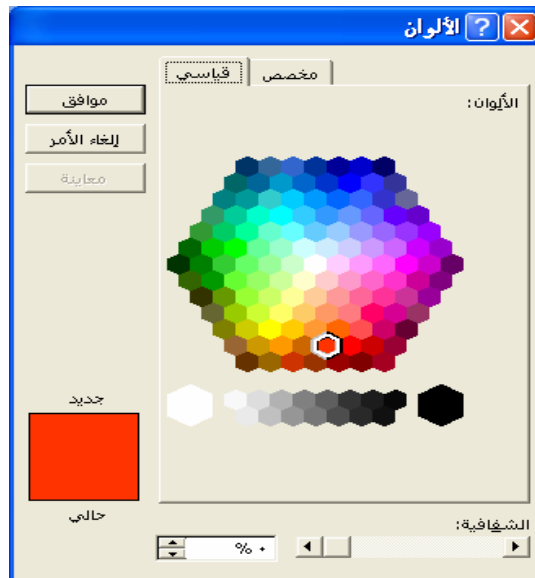 الألوان
قياسي
مخصص
الألوان:
موافق
إلغاء الأمر
معاينة
جديد
حالي
الشفافية:
% ٠